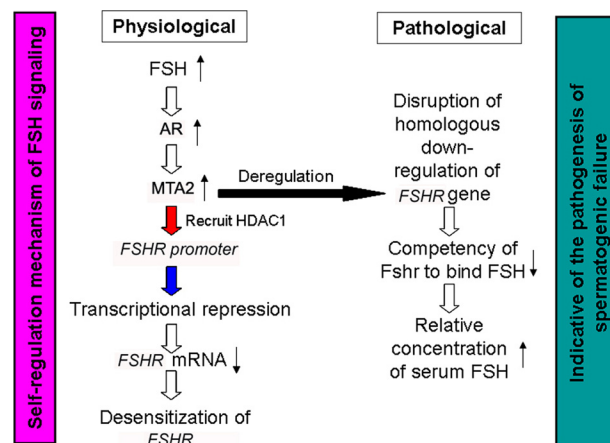 Self-regulation mechanism of FSH signaling
Physiological
FSH ↑
AR ↑
MTA2 ↑
Recruit HDAC1
FSHR promoter
Transcriptional repression
FSHR mRNA ↓
Desensitization of
FSHR
Deregulation
Pathological
Disruption of
homologous
down-
regulation of
FSHR gene
Competency of
Fshr to bind FSH ↓
Relative
concentration
of serum FSH ↑
Indicative of the pathogenesis of
spermatogenic failure